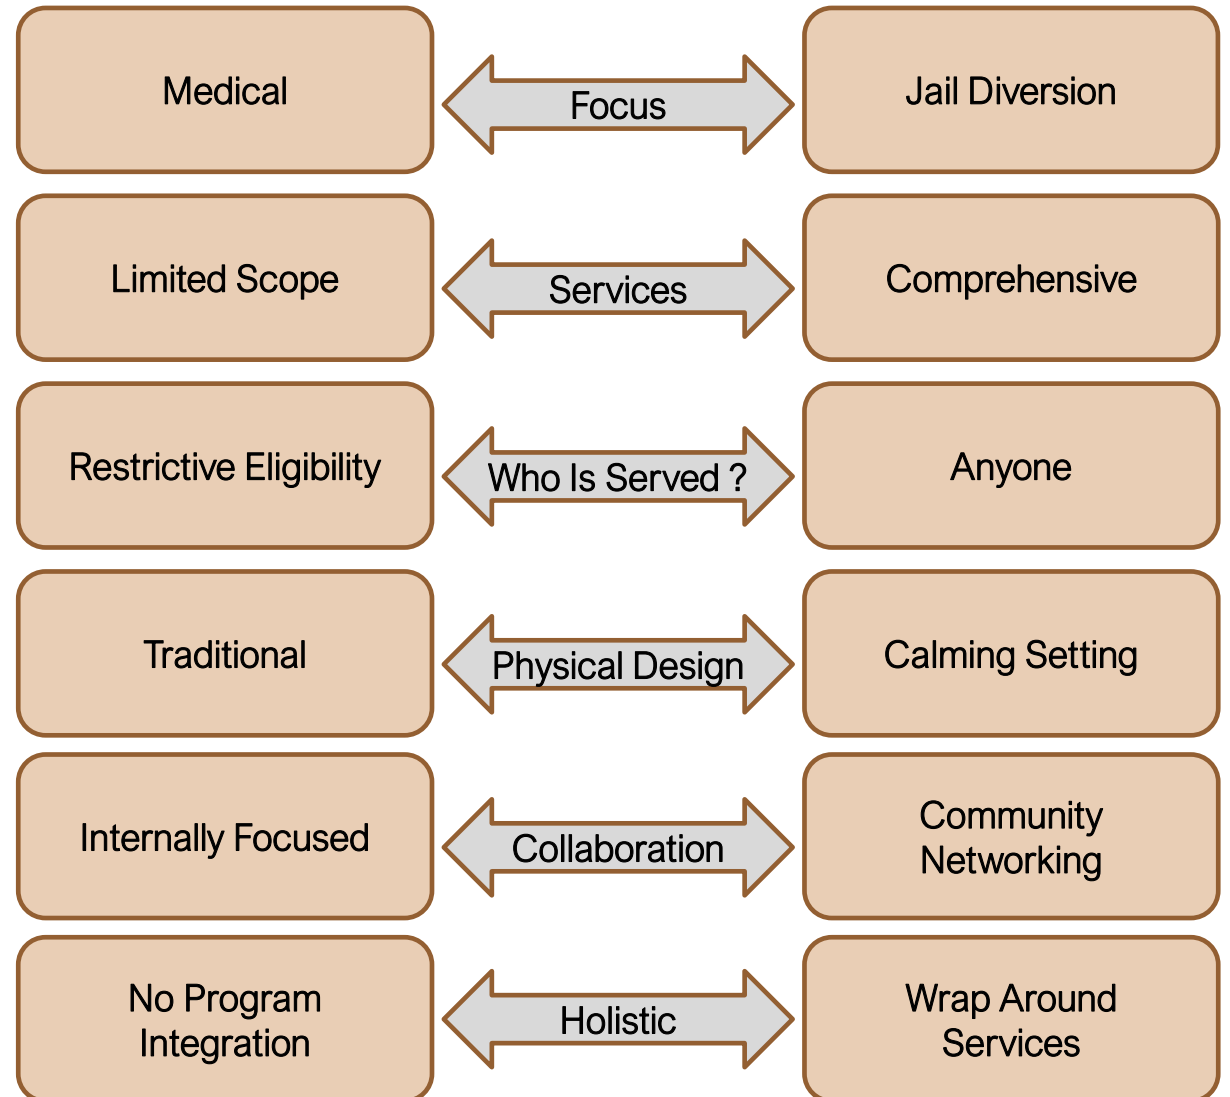 Medical
Focus
Jail Diversion
Limited Scope
Services
Comprehensive
Restrictive Eligibility
Who Is Served ?
Anyone
Traditional
Physical Design
Calming Setting
Internally Focused
Collaboration
Community
Networking
No Program
Integration
Holistic
Wrap Around
Services